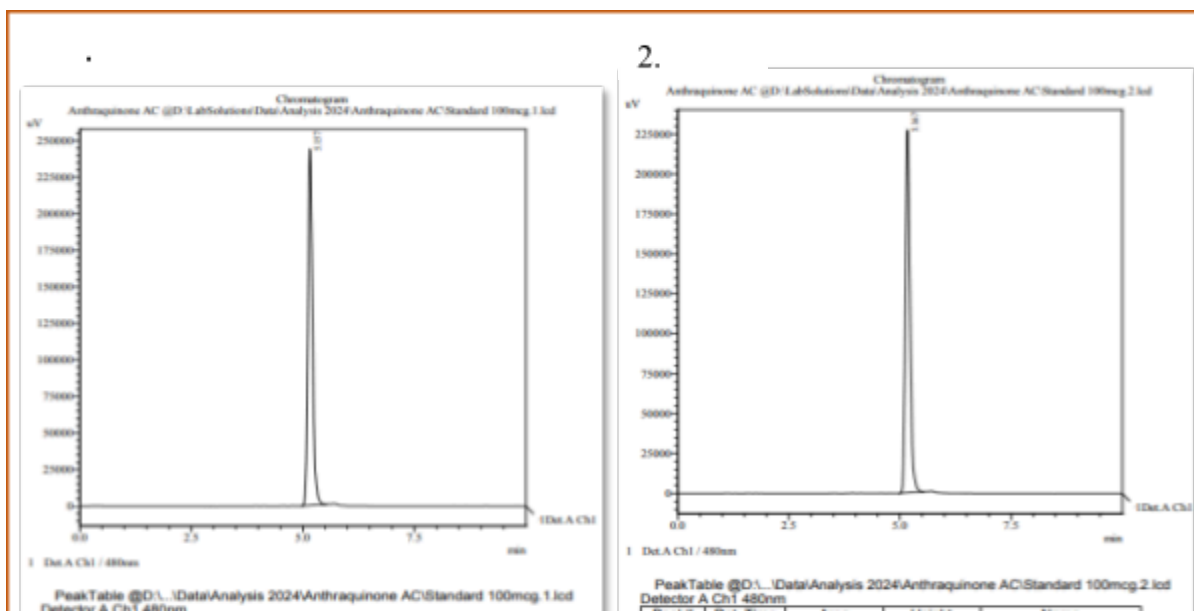 .
Chromatogram
Anthraquinone AC @D:\LabSolutions\Data\Analysis 2024\Anthraquinone AC\Standard 100mcg.1.lcd
uV
250000
225000
200000
175000
150000
125000
100000
75000
50000
25000
0
5.157
0.0 2.5 5.0 7.5
min
1Det.A Ch1
1 Det.A Ch1 / 480nm
PeakTable @D:\...\Data\Analysis 2024\Anthraquinone AC\Standard 100mcg.1.lcd
Detector A Ch1 480nm
2.
Chromatogram
Anthraquinone AC @D:\LabSolutions\Data\Analysis 2024\Anthraquinone AC\Standard 100mcg.2.lcd
uV
225000
200000
175000
150000
125000
100000
75000
50000
25000
0
5.167
0.0 2.5 5.0 7.5
min
1Det.A Ch1
1 Det.A Ch1 / 480nm
PeakTable @D:\...\Data\Analysis 2024\Anthraquinone AC\Standard 100mcg.2.lcd
Detector A Ch1 480nm